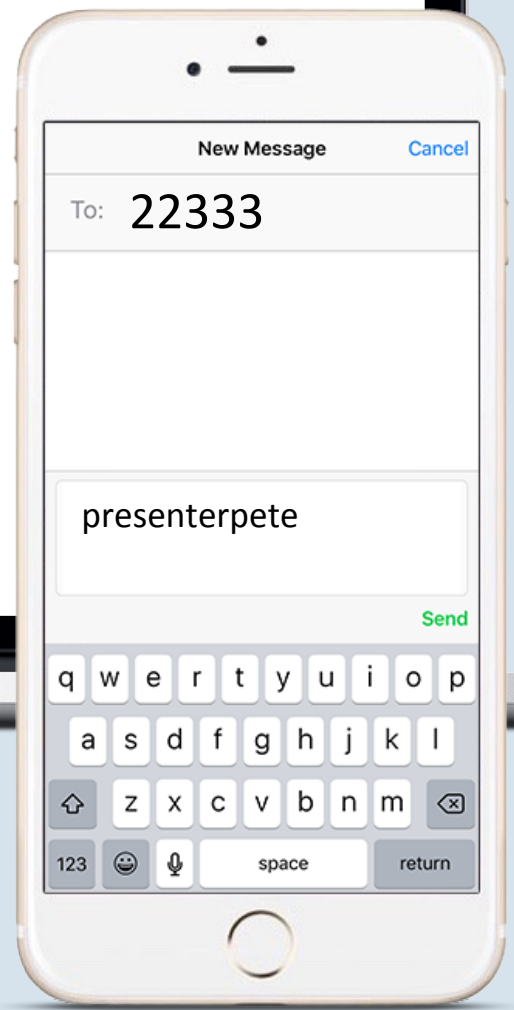 New Message Cancel
To: 22333
presenterpete
Send
q w e r t y u i o p
a s d f g h j k l
z x c v b n m
123 space return